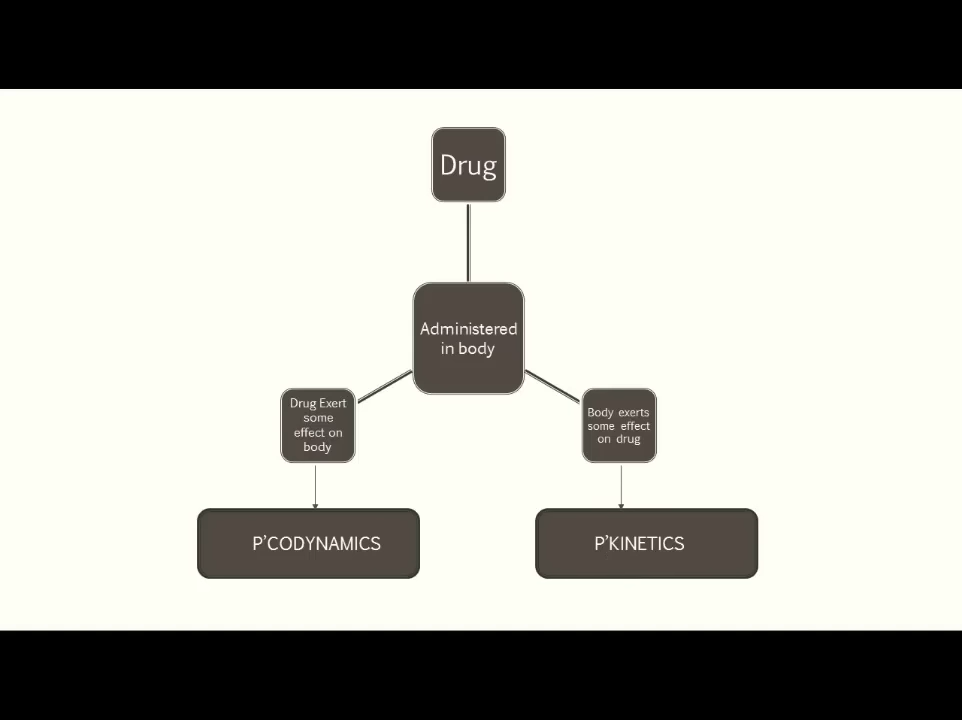 Drug
Administered
in body
Drug Exert
some
effect on
body
Body exerts
some effect
on drug
P'CODYNAMICS
P'KINETICS